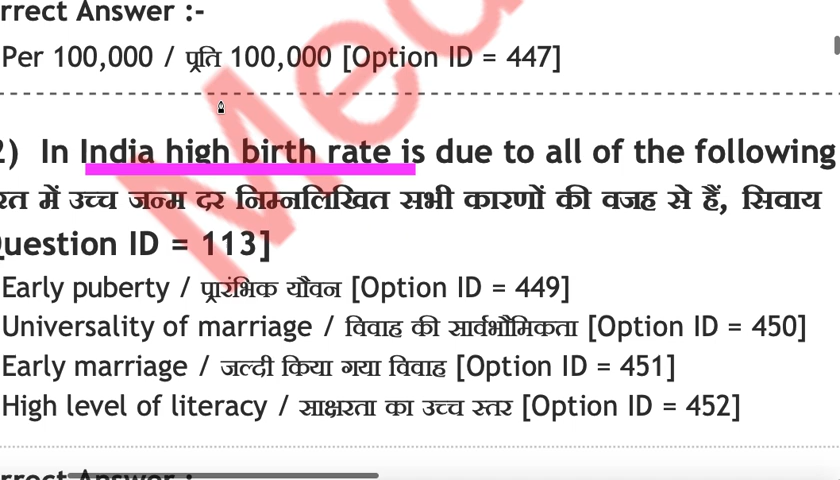 rrect Answer :-
Per 100,000 / प्रति 100,000 [Option ID = 447]
2) In India high birth rate is due to all of the following
रत में उच्च जन्म दर निम्नलिखित सभी कारणों की वजह से हैं, सिवाय
uestion ID = 113]
Early puberty / प्रारंभिक यौवन [Option ID = 449]
Universality of marriage / विवाह की सार्वभौमिकता [Option ID = 450]
Early marriage / जल्दी किया गया विवाह [Option ID = 451]
High level of literacy / साक्षरता का उच्च स्तर [Option ID = 452]
rrect Answer :
Med